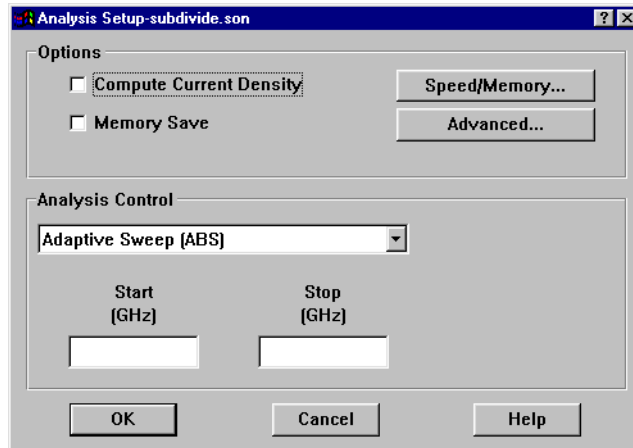 Analysis Setup-subdivide.son
Options
Compute Current Density
Speed/Memory...
Memory Save
Advanced...
Analysis Control
Adaptive Sweep (ABS)
Start
(GHz)
Stop
(GHz)
OK
Cancel
Help